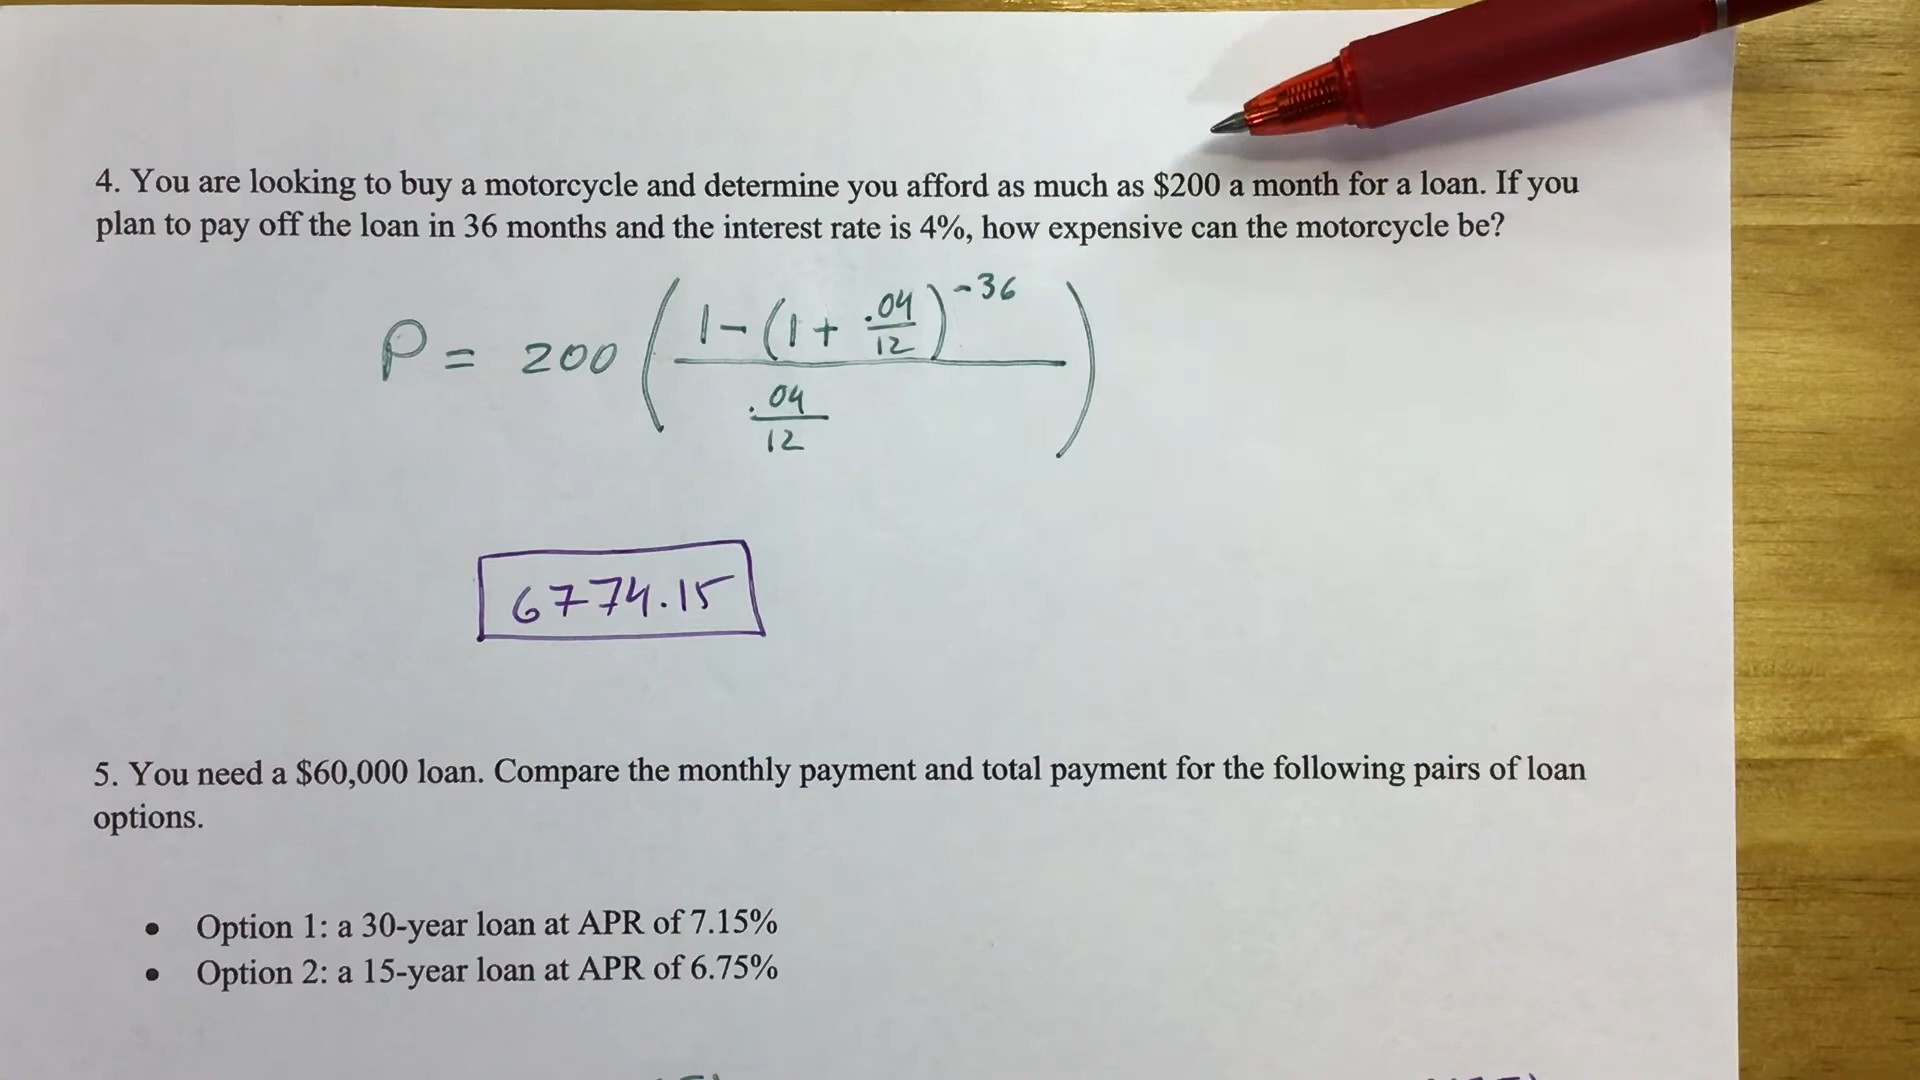 4. You are looking to buy a motorcycle and determine you afford as much as $200 a month for a loan. If you
plan to pay off the loan in 36 months and the interest rate is 4%, how expensive can the motorcycle be?
P = 200 ( 1 - (1 + .04/12)^-36 / .04/12 )
6774.15
5. You need a $60,000 loan. Compare the monthly payment and total payment for the following pairs of loan
options.
• Option 1: a 30-year loan at APR of 7.15%
• Option 2: a 15-year loan at APR of 6.75%